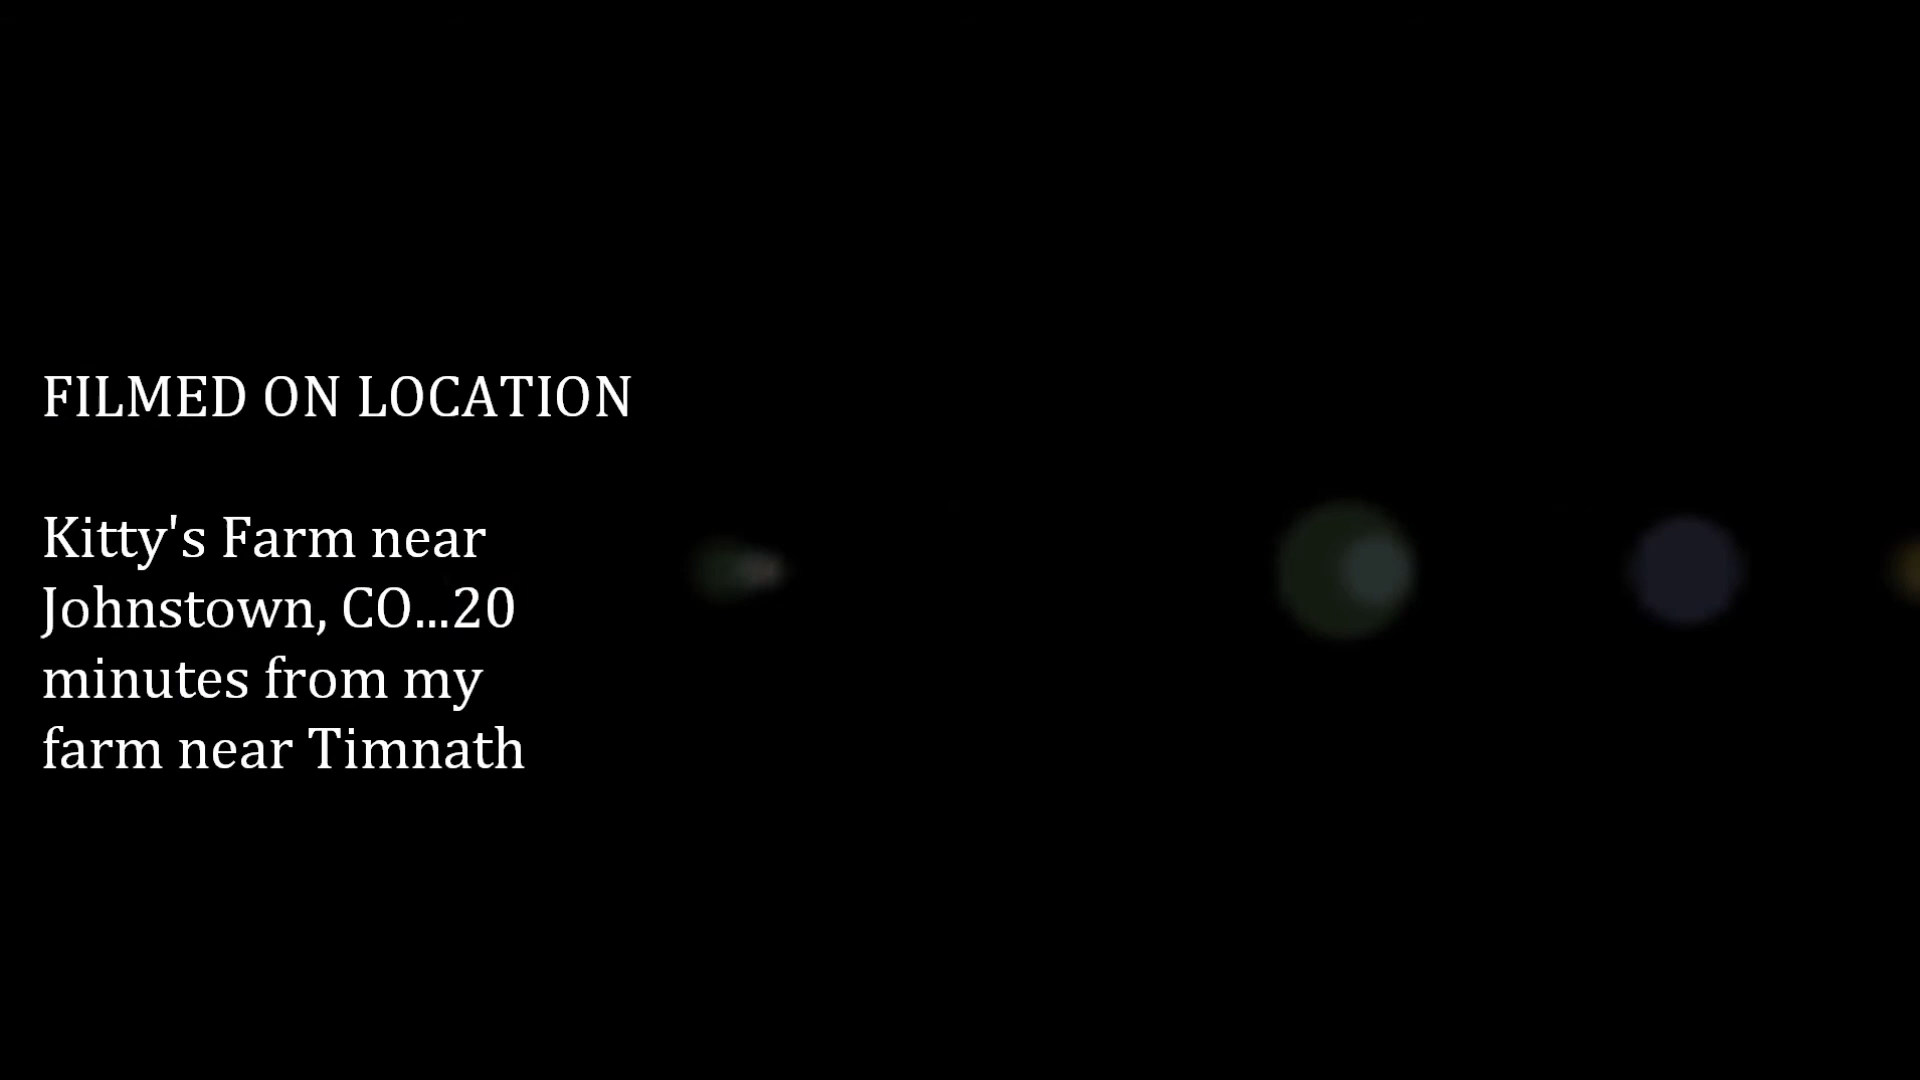 FILMED ON LOCATION
Kitty's Farm near
Johnstown, CO...20
minutes from my
farm near Timnath